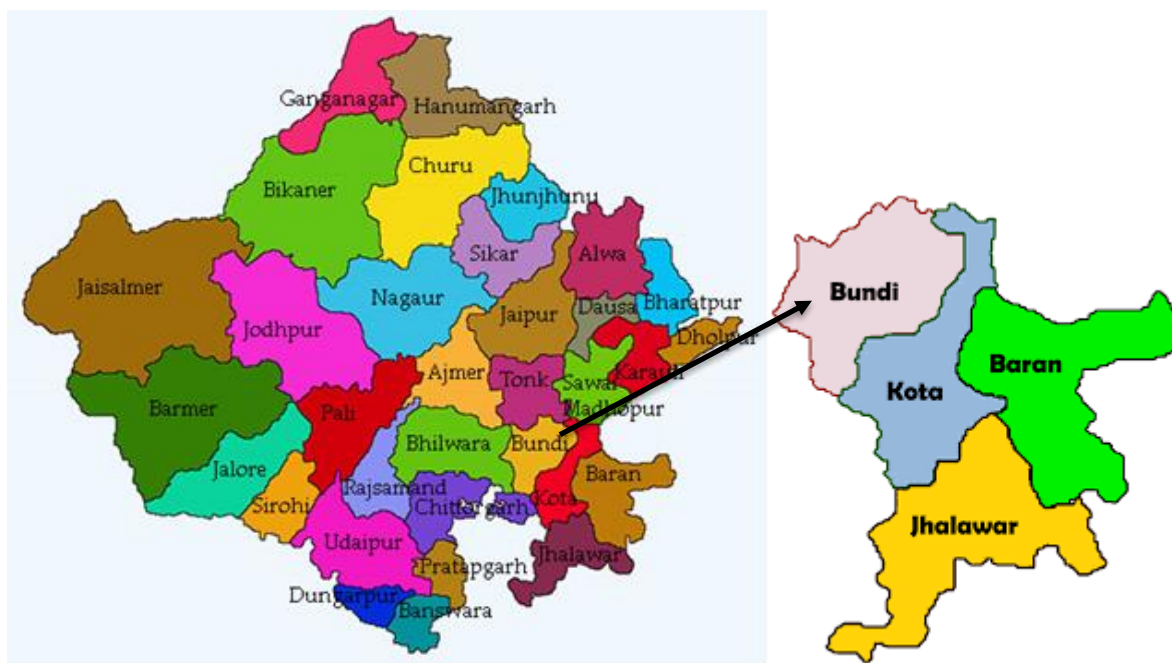 Ganganagar
Hanumangarh
Churu
Bikaner
Jhunjhunu
Sikar
Alwa
Jaisalmer
Nagaur
Dausa
Bharatpur
Jodhpur
Jaipur
Dholpur
Ajmer
Tonk
Sawai
Karauli
Madhopur
Barmer
Pali
Bhilwara
Bundi
Jalore
Baran
Rajsamand
Chittorgarh
Kota
Sirohi
Udaipur
Pratapgarh
Jhalawar
Dungarpur
Banswara
Bundi
Baran
Kota
Jhalawar